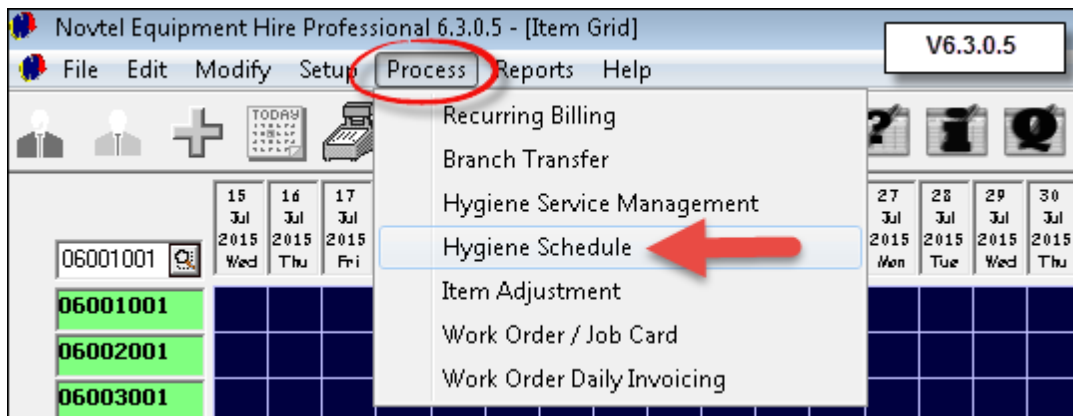 Novtel Equipment Hire Professional 6.3.0.5 - [Item Grid]
V6.3.0.5
File Edit Modify Setup Process Reports Help
TODAY
? i Q
Recurring Billing
Branch Transfer
Hygiene Service Management
Hygiene Schedule
Item Adjustment
Work Order / Job Card
Work Order Daily Invoicing
15 Jul 2015 Wed
16 Jul 2015 Thu
17 Jul 2015 Fri
27 Jul 2015 Mon
28 Jul 2015 Tue
29 Jul 2015 Wed
30 Jul 2015 Thu
06001001
06001001
06002001
06003001